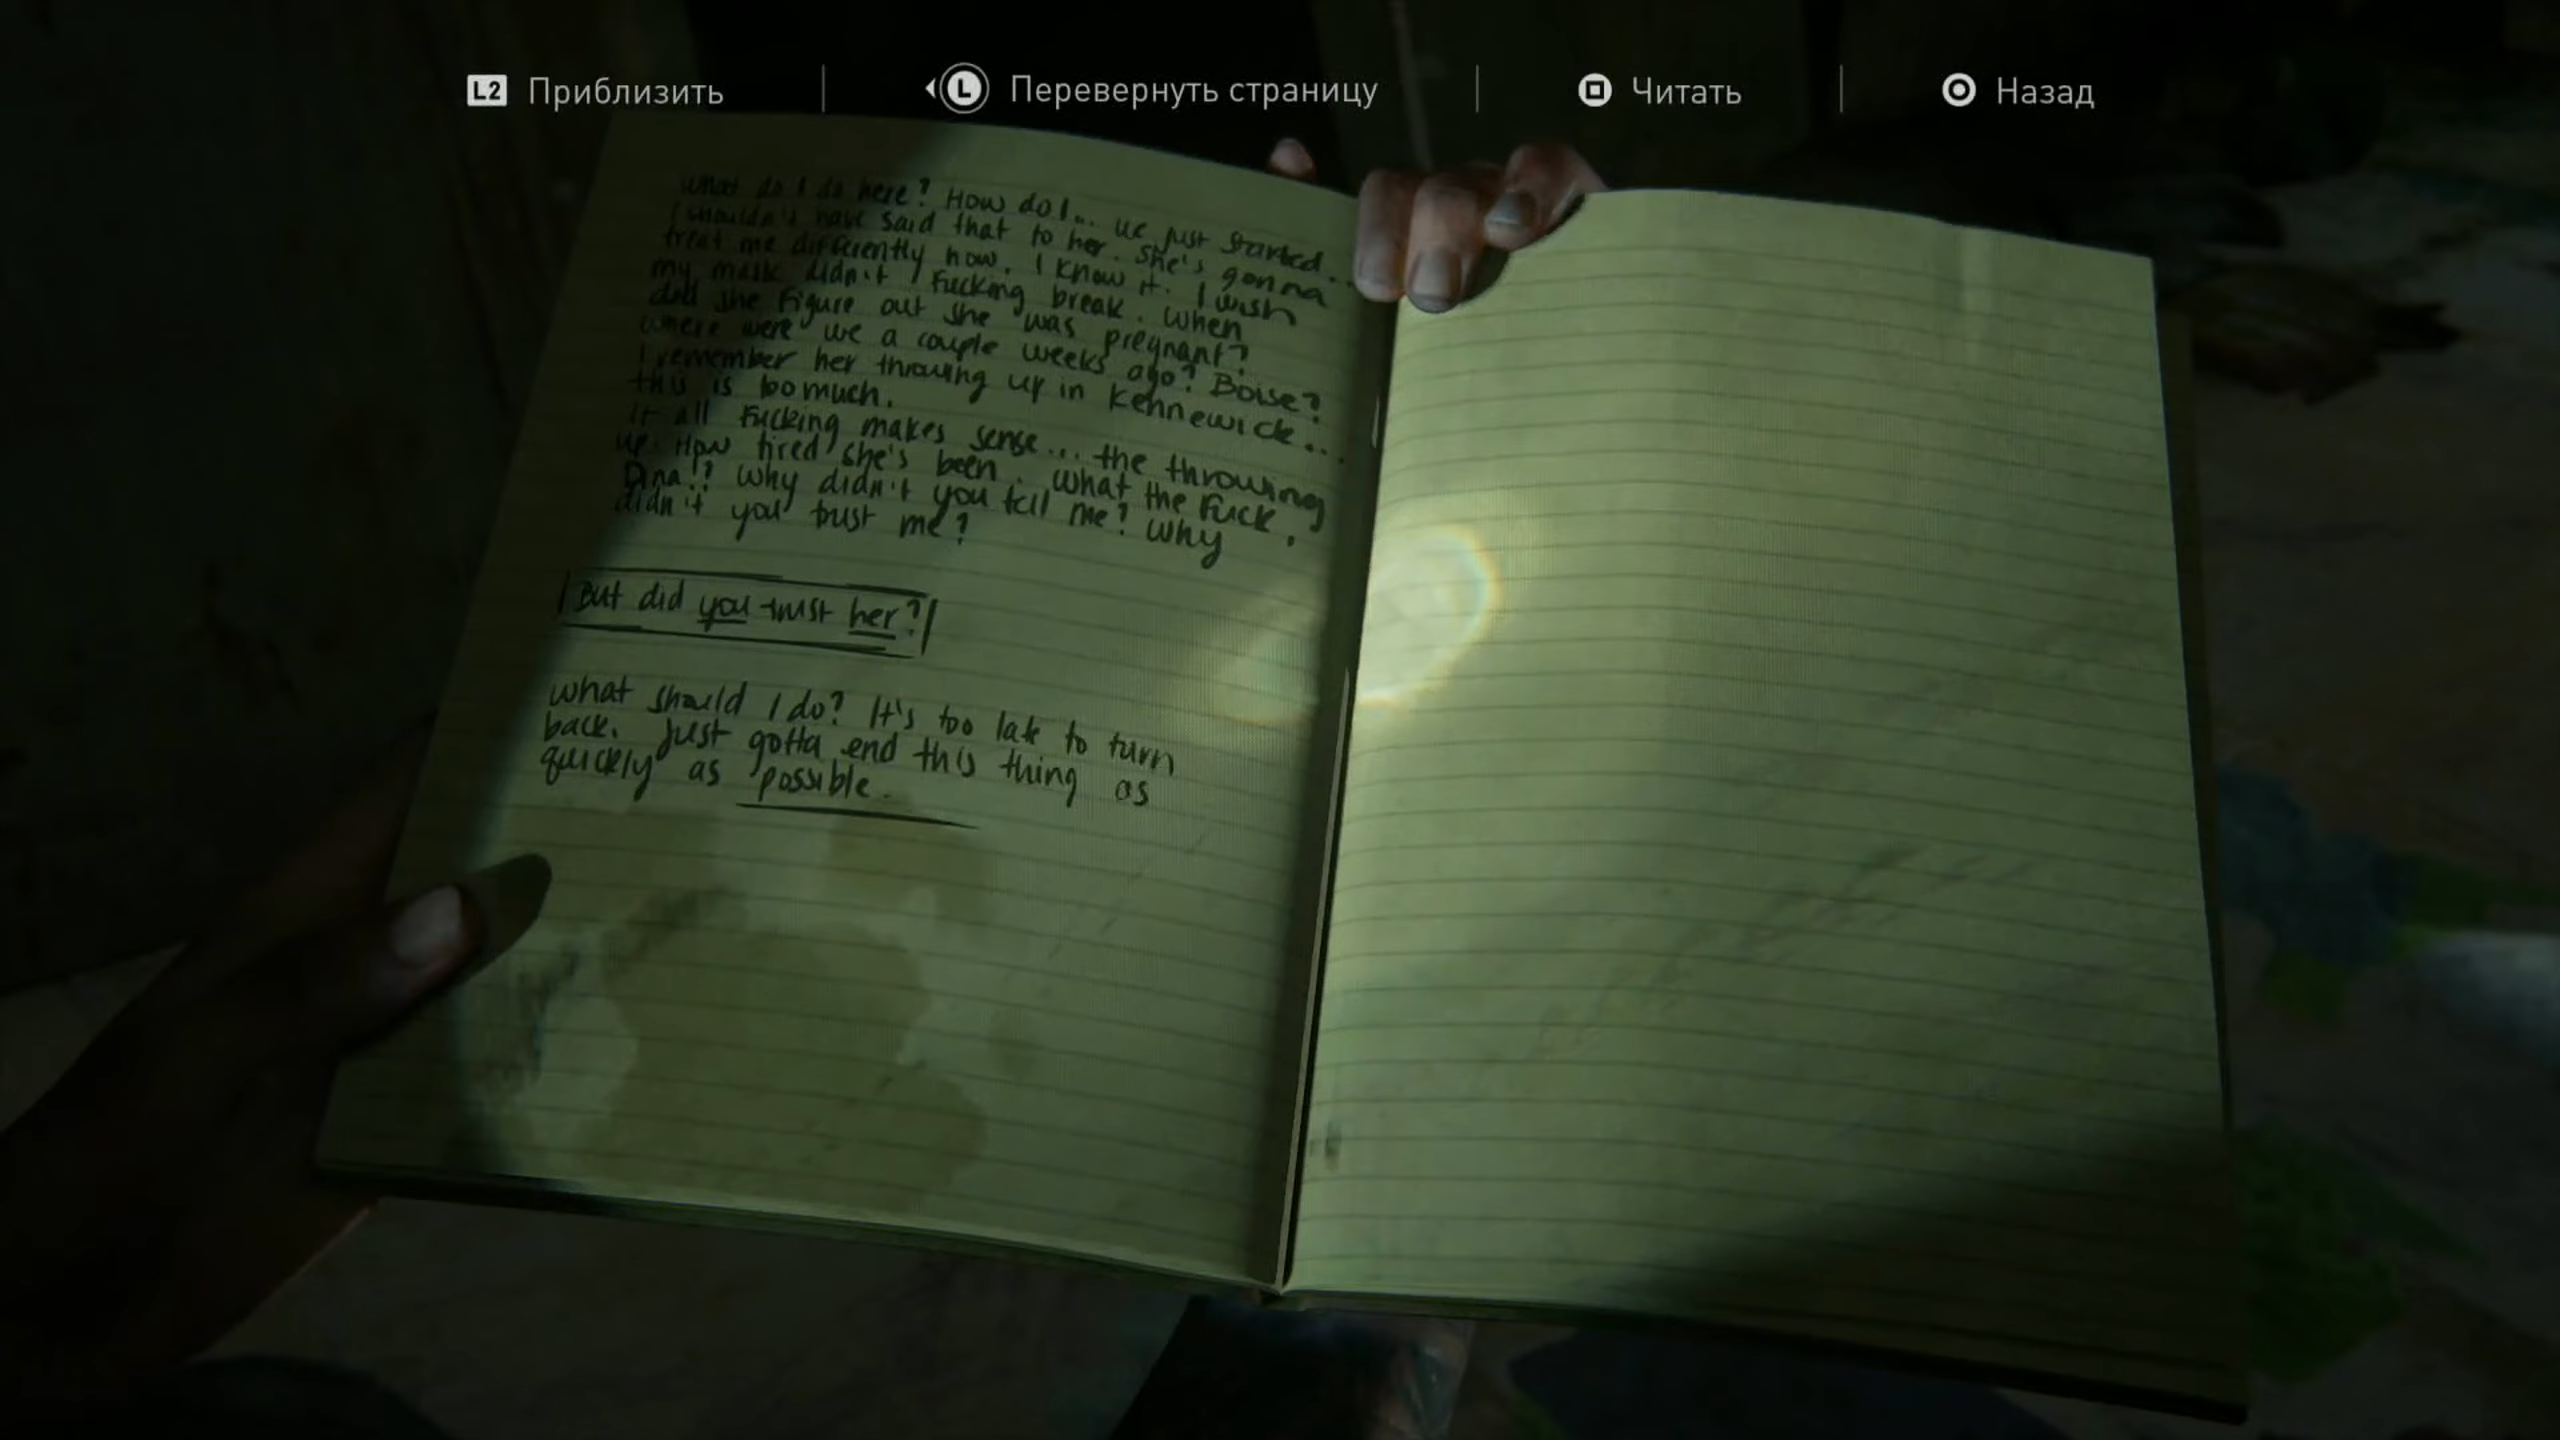 L2 Приблизить
L Перевернуть страницу
Читать
Назад
what do I do here? How do I... we just started...
I shouldn't have said that to her. She's gonna
treat me differently now. I know it. I wish
my mask didn't fucking break. When
did she figure out she was pregnant?
where were we a couple weeks ago? Boise?
I remember her throwing up in Kennewick...
this is too much.
It all fucking makes sense... the throwing
up. How tired she's been. What the fuck,
Dina!? Why didn't you tell me? Why
didn't you trust me?
But did you trust her?
what should I do? It's too late to turn
back. Just gotta end this thing as
quickly as possible.